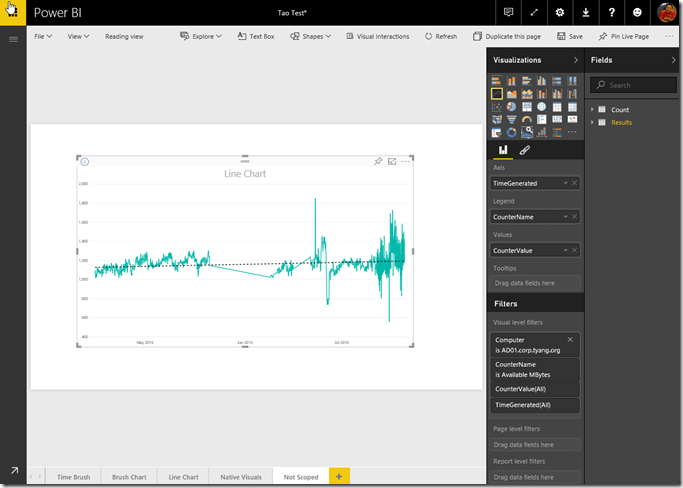 Power BI
Tao Test*
File
View
Reading view
Explore
Text Box
Shapes
Visual Interactions
Refresh
Duplicate this page
Save
Pin Live Page
Visualizations
Fields
Search
Count
Results
Line Chart
2,000
1,800
1,600
1,400
1,200
1,000
800
600
400
May 2016
Jun 2016
Jul 2016
Axis
TimeGenerated
Legend
CounterName
Values
CounterValue
Tooltips
Drag data fields here
Filters
Visual level filters
Computer
is AD01.corp.tyang.org
CounterName
is Available MBytes
CounterValue(All)
TimeGenerated(All)
Page level filters
Drag data fields here
Report level filters
Drag data fields here
Time Brush
Brush Chart
Line Chart
Native Visuals
Not Scoped